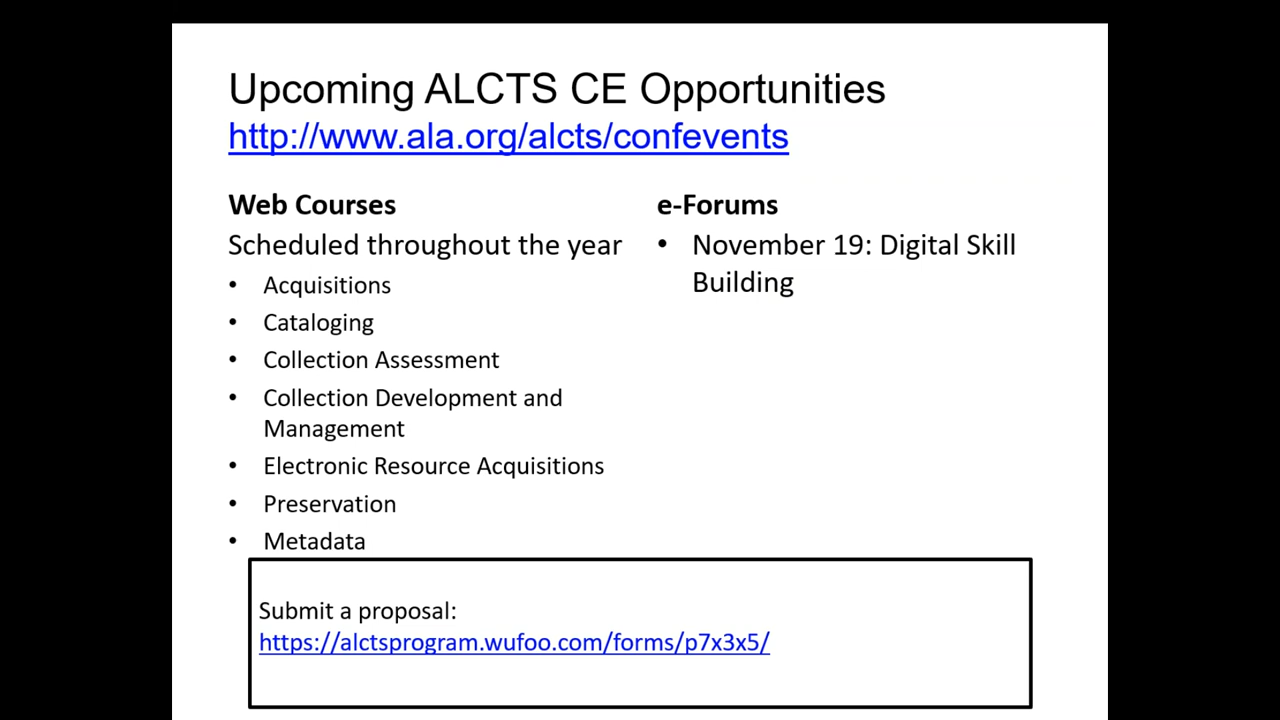 Upcoming ALCTS CE Opportunities
http://www.ala.org/alcts/confevents
Web Courses
Scheduled throughout the year
• Acquisitions
• Cataloging
• Collection Assessment
• Collection Development and
Management
• Electronic Resource Acquisitions
• Preservation
• Metadata
e-Forums
• November 19: Digital Skill
Building
Submit a proposal:
https://alctsprogram.wufoo.com/forms/p7x3x5/